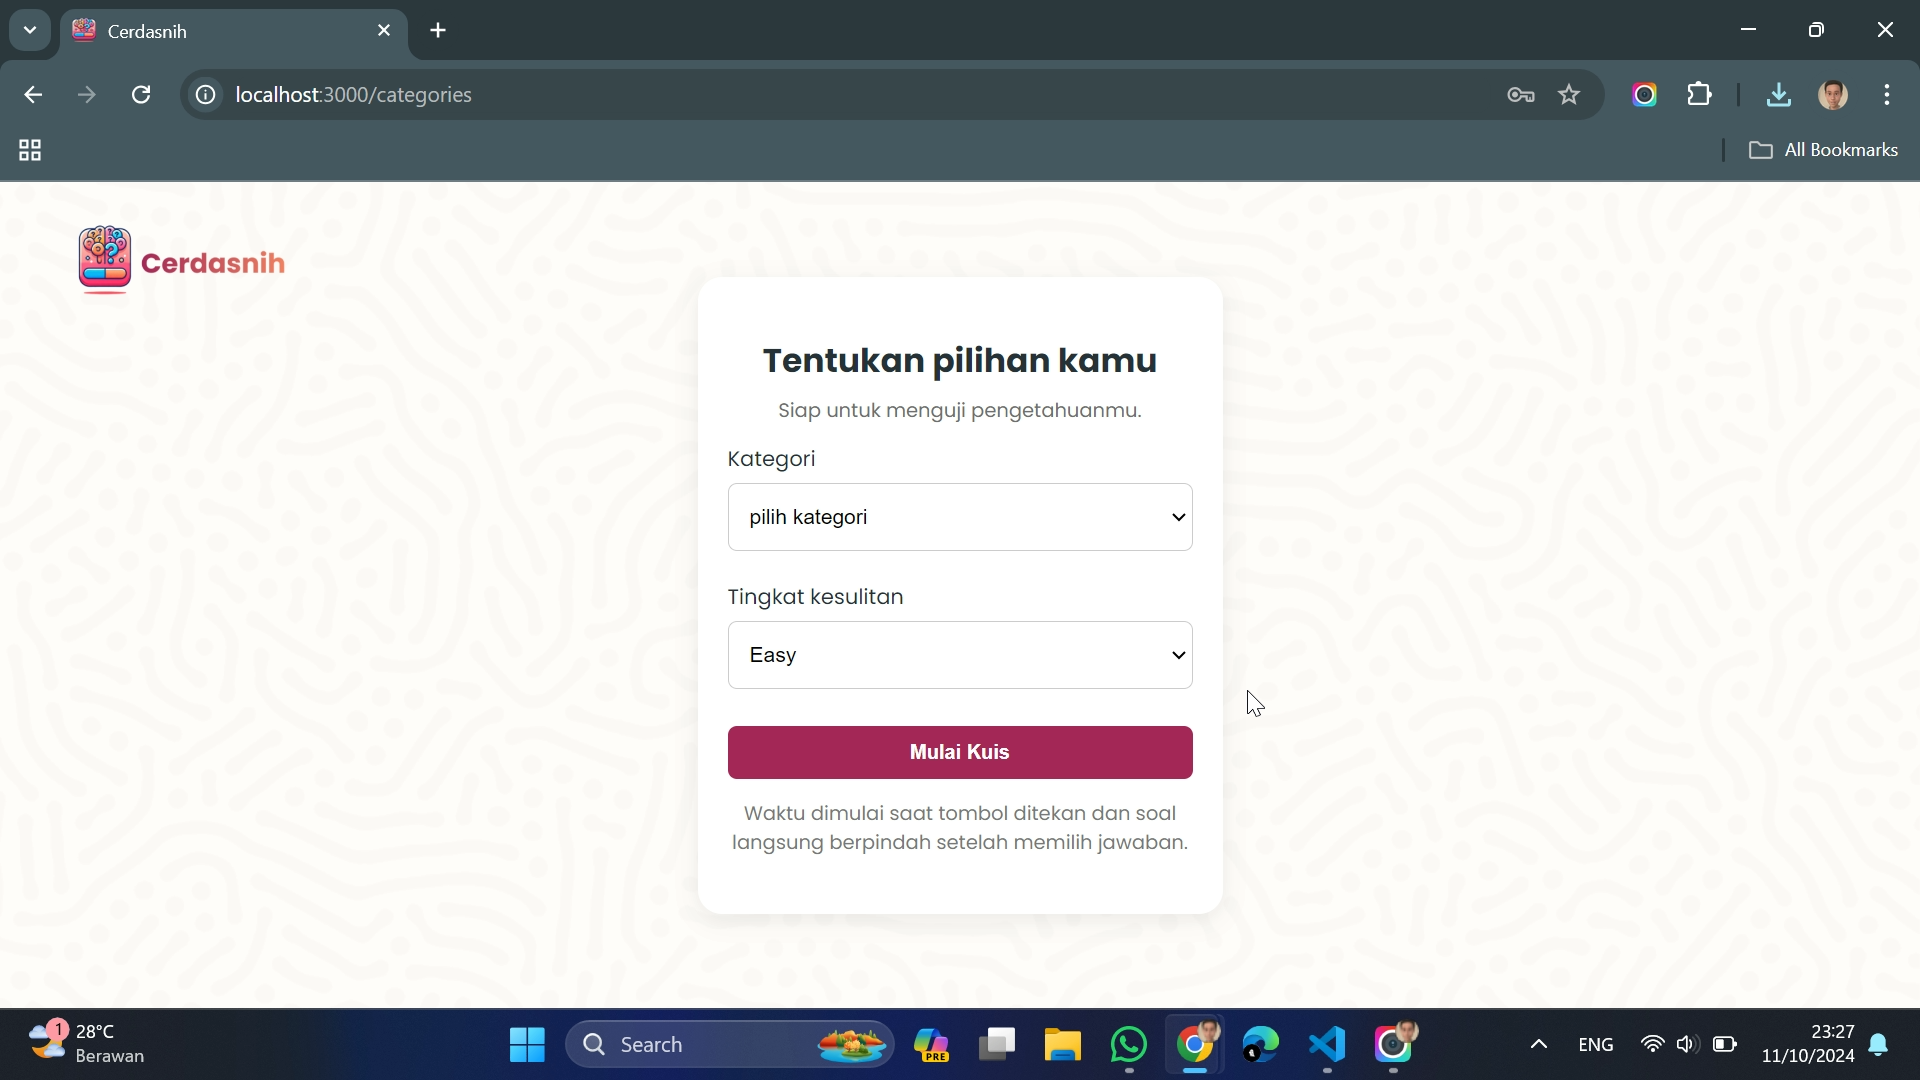 Cerdasnih
localhost:3000/categories
All Bookmarks
Cerdasnih
Tentukan pilihan kamu
Siap untuk menguji pengetahuanmu.
Kategori
pilih kategori
Tingkat kesulitan
Easy
Mulai Kuis
Waktu dimulai saat tombol ditekan dan soal
langsung berpindah setelah memilih jawaban.
1
28°C
Berawan
Search
PRE
ENG
23:27
11/10/2024